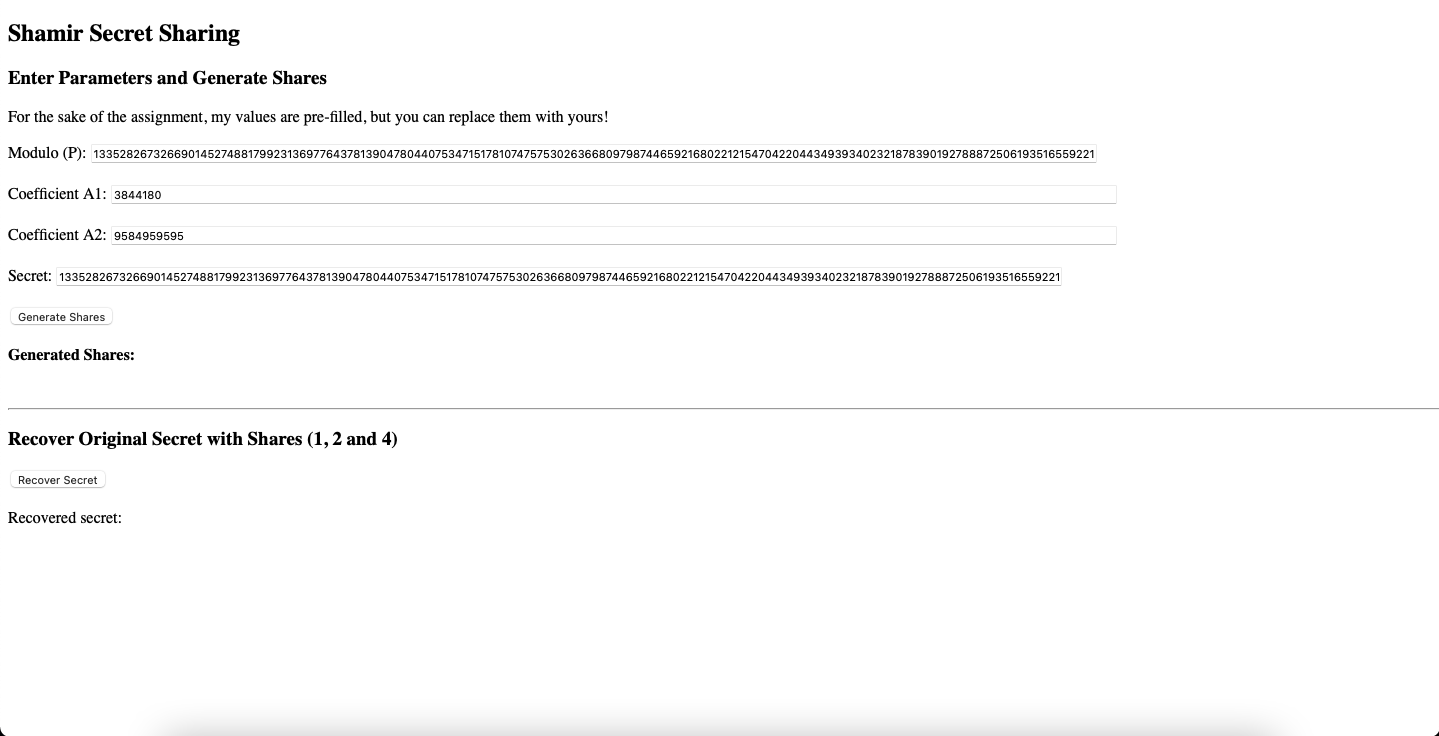 Shamir Secret Sharing
Enter Parameters and Generate Shares
For the sake of the assignment, my values are pre-filled, but you can replace them with yours!
Modulo (P): 133528267326690145274881799231369776437813904780440753471517810747575302636680979874465921680221215470422044349393402321878390192788872506193516559221
Coefficient A1: 3844180
Coefficient A2: 9584959595
Secret: 133528267326690145274881799231369776437813904780440753471517810747575302636680979874465921680221215470422044349393402321878390192788872506193516559221
Generate Shares
Generated Shares:
Recover Original Secret with Shares (1, 2 and 4)
Recover Secret
Recovered secret: